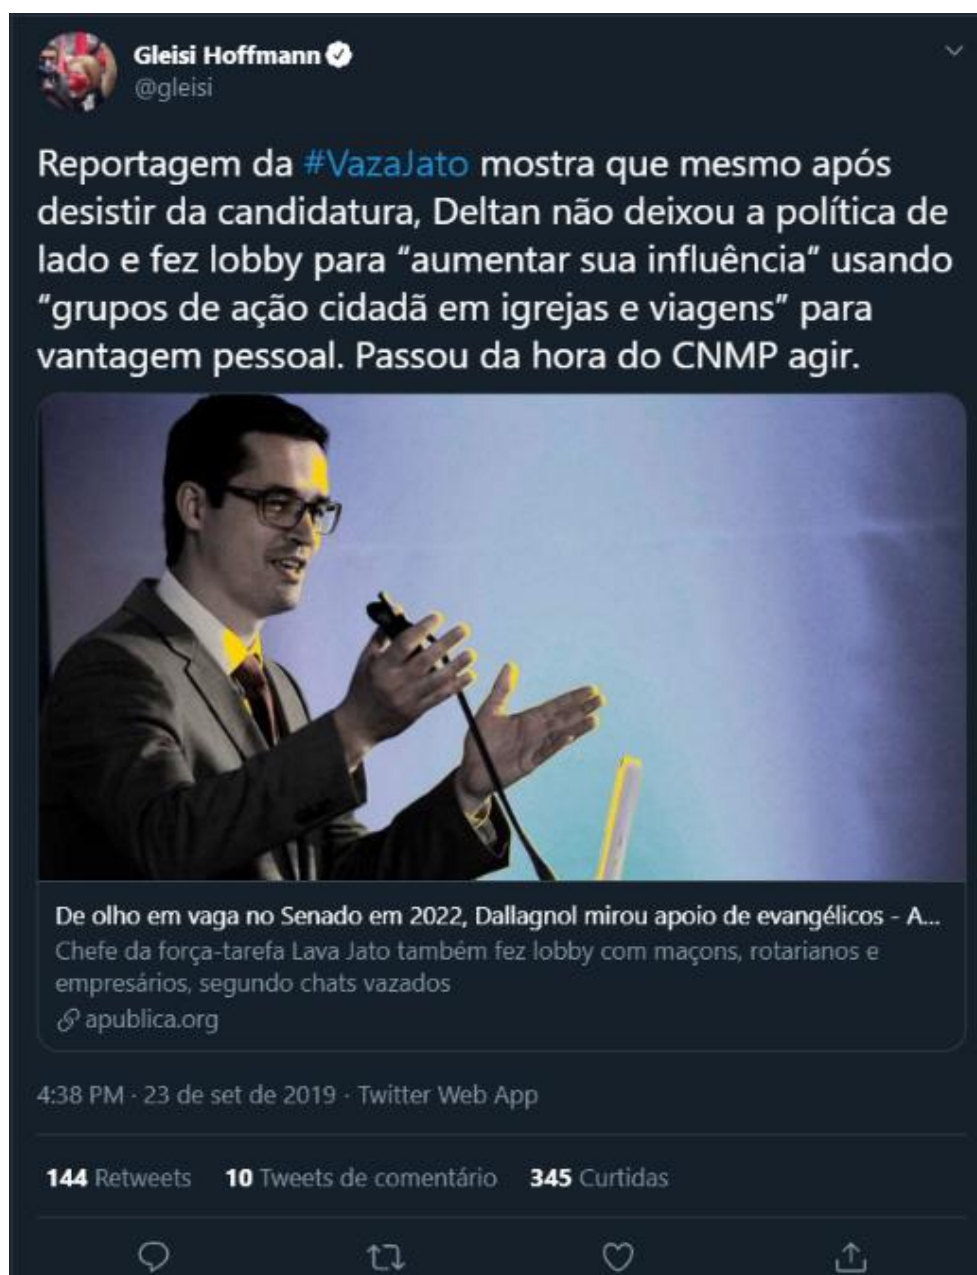 Gleisi Hoffmann
@gleisi
Reportagem da #VazaJato mostra que mesmo após
desistir da candidatura, Deltan não deixou a política de
lado e fez lobby para “aumentar sua influência” usando
“grupos de ação cidadã em igrejas e viagens” para
vantagem pessoal. Passou da hora do CNMP agir.
De olho em vaga no Senado em 2022, Dallagnol mirou apoio de evangélicos - A...
Chefe da força-tarefa Lava Jato também fez lobby com maçons, rotarianos e
empresários, segundo chats vazados
apublica.org
4:38 PM · 23 de set de 2019 · Twitter Web App
144 Retweets 10 Tweets de comentário 345 Curtidas